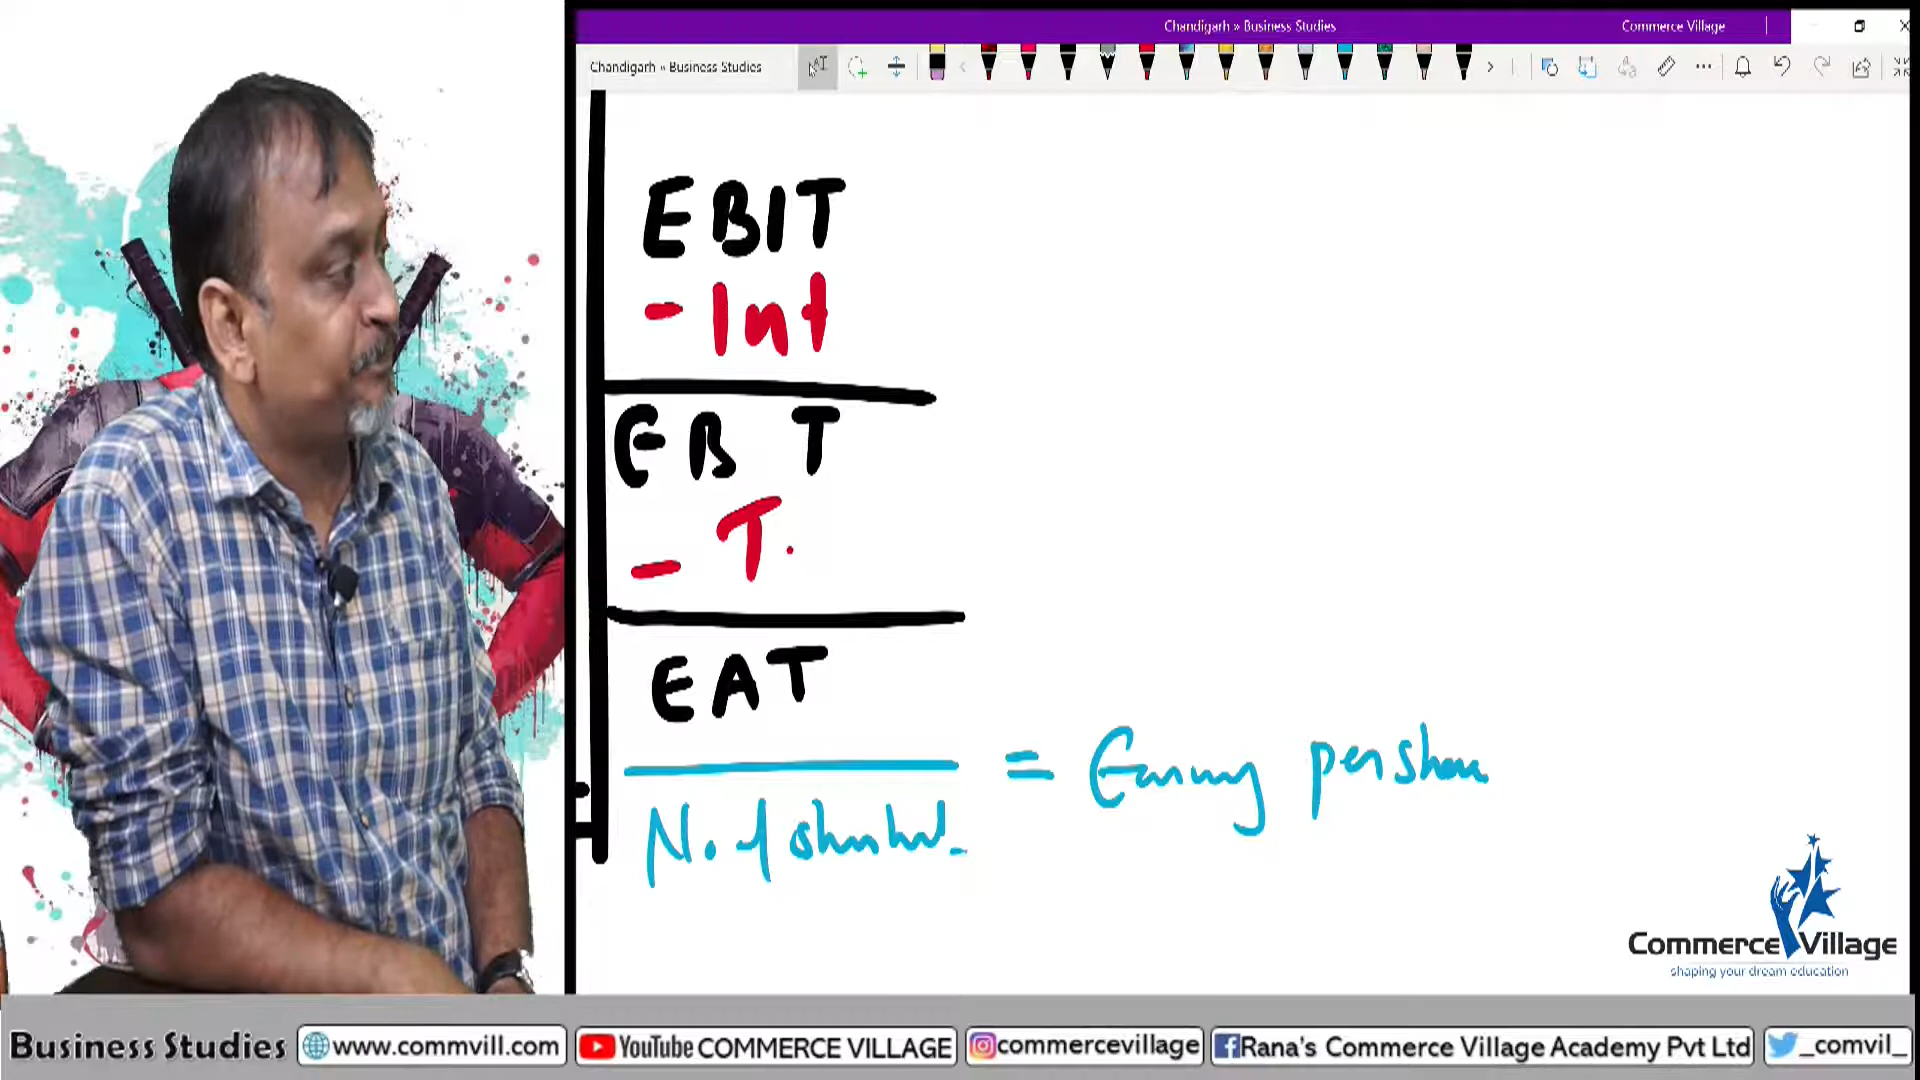 Chandigarh » Business Studies
Commerce Village
Chandigarh » Business Studies
EBIT
- Int
EBT
- T.
EAT
= Earning per share
No. of
Commerce Village
shaping your dream education
Business Studies
www.commvill.com
YouTube COMMERCE VILLAGE
commercevillage
Rana's Commerce Village Academy Pvt Ltd
_comvil_